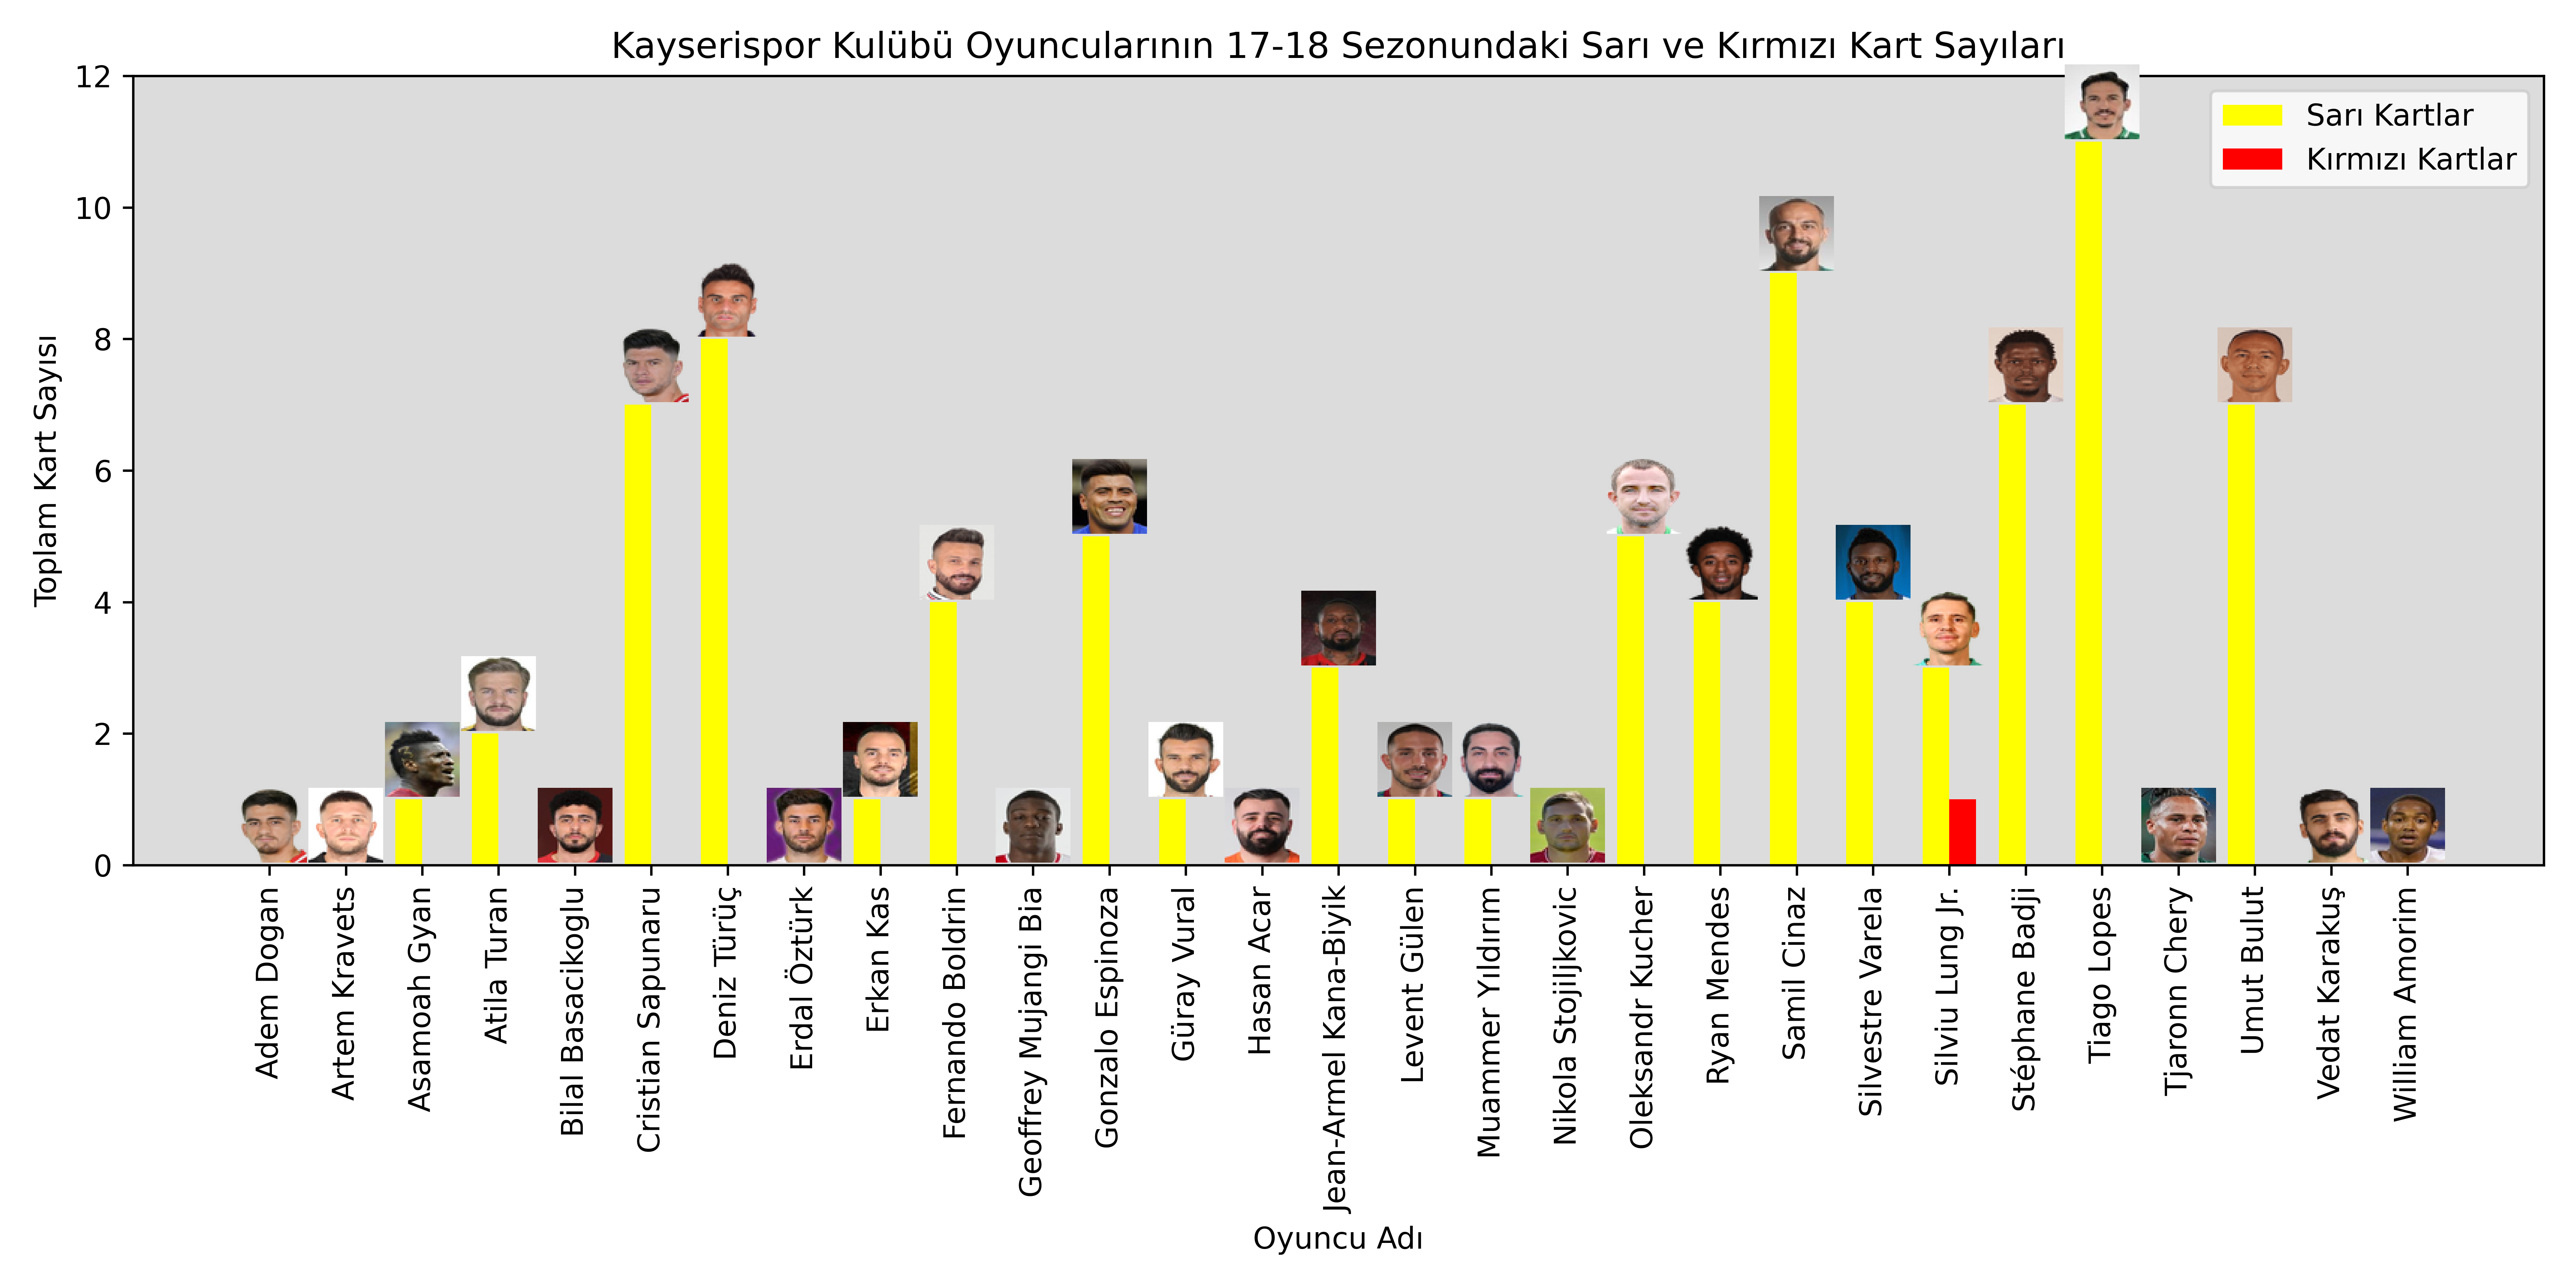 Kayserispor Kulübü Oyuncularının 17-18 Sezonundaki Sarı ve Kırmızı Kart Sayıları
Sarı Kartlar
Kırmızı Kartlar
Toplam Kart Sayısı
12
10
8
6
4
2
0
Adem Dogan
Artem Kravets
Asamoah Gyan
Atila Turan
Bilal Basacikoglu
Cristian Sapunaru
Deniz Türüç
Erdal Öztürk
Erkan Kas
Fernando Boldrin
Geoffrey Mujangi Bia
Gonzalo Espinoza
Güray Vural
Hasan Acar
Jean-Armel Kana-Biyik
Levent Gülen
Muammer Yıldırım
Nikola Stojiljkovic
Oleksandr Kucher
Ryan Mendes
Samil Cinaz
Silvestre Varela
Silviu Lung Jr.
Stéphane Badji
Tiago Lopes
Tjaronn Chery
Umut Bulut
Vedat Karakuş
William Amorim
Oyuncu Adı